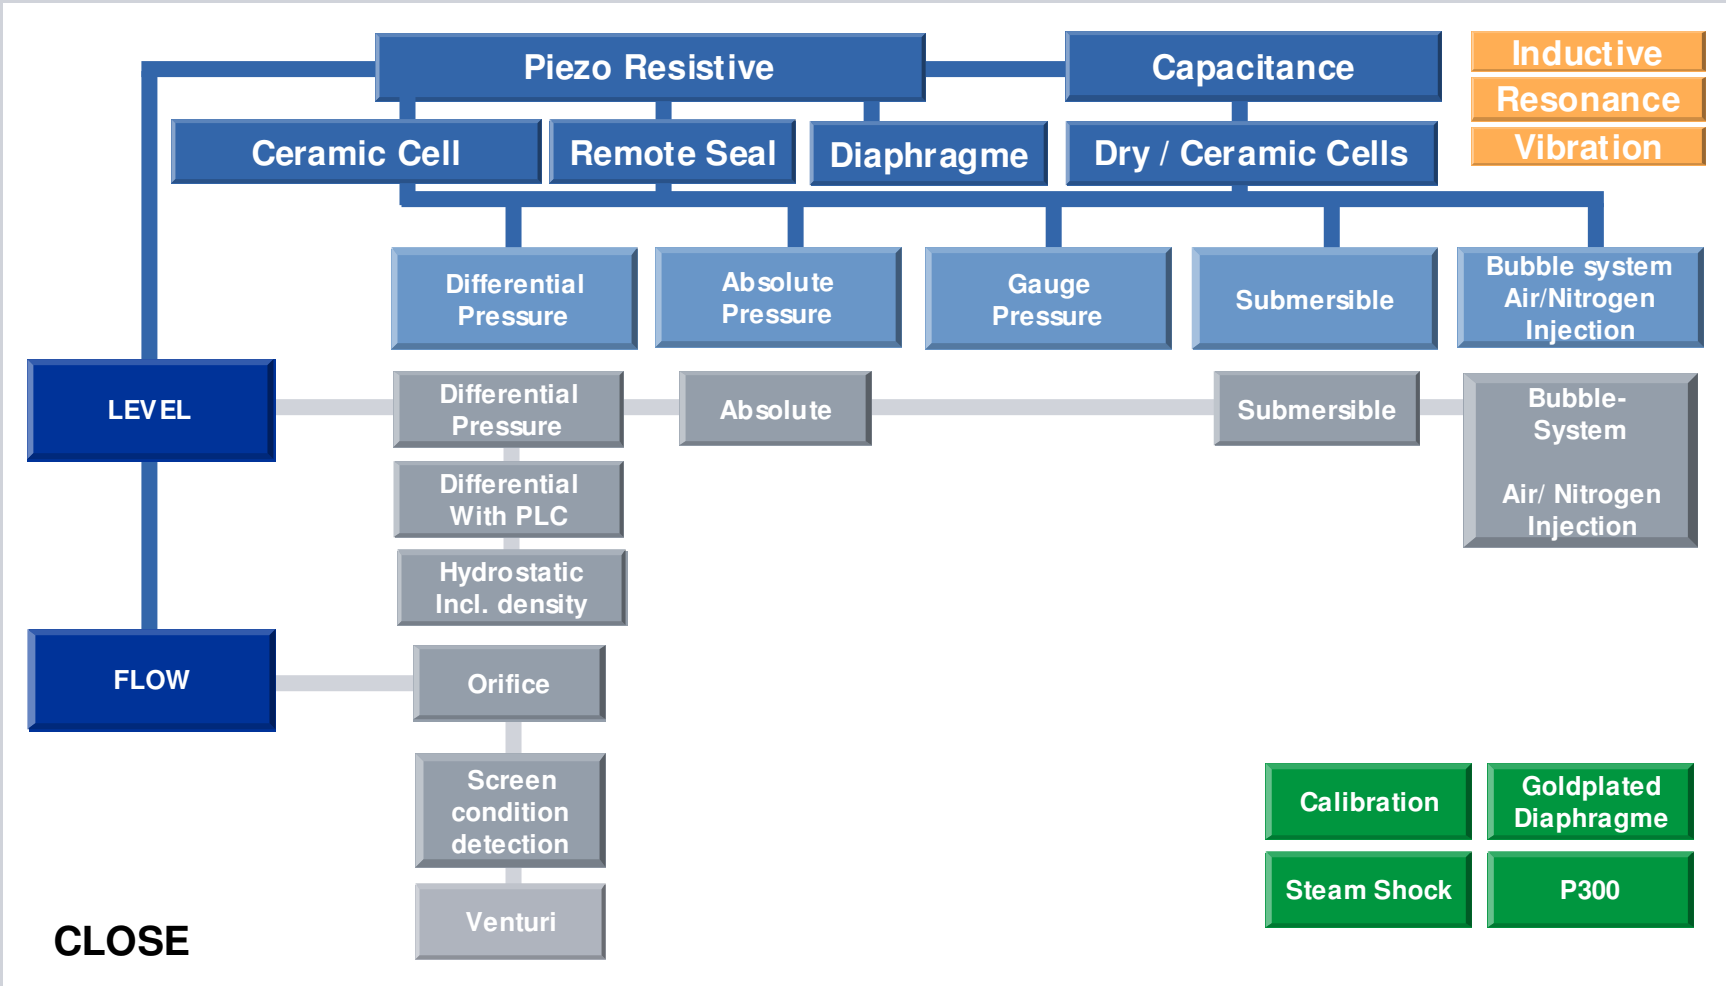 Piezo Resistive
Capacitance
Inductive
Resonance
Vibration
Ceramic Cell
Remote Seal
Diaphragme
Dry / Ceramic Cells
Differential
Pressure
Absolute
Pressure
Gauge
Pressure
Submersible
Bubble system
Air/Nitrogen
Injection
LEVEL
Differential
Pressure
Absolute
Submersible
Bubble-
System
Air/ Nitrogen
Injection
Differential
With PLC
Hydrostatic
Incl. density
FLOW
Orifice
Screen
condition
detection
Venturi
Calibration
Goldplated
Diaphragme
Steam Shock
P300
CLOSE